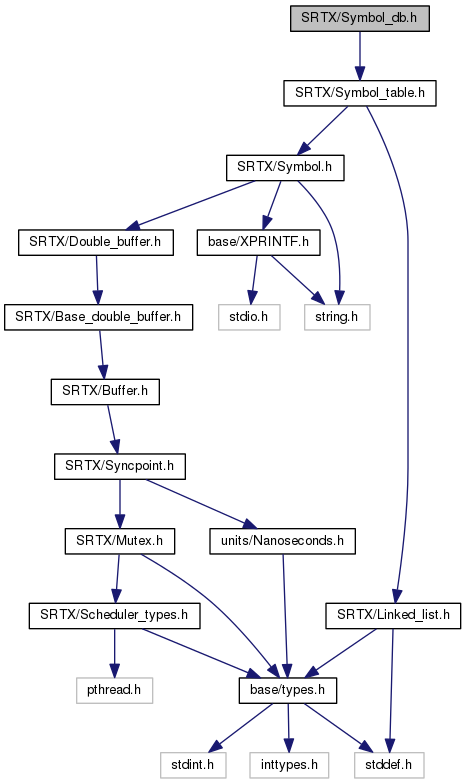 SRTX/Symbol_db.h
SRTX/Symbol_table.h
SRTX/Symbol.h
SRTX/Double_buffer.h
base/XPRINTF.h
SRTX/Base_double_buffer.h
stdio.h
string.h
SRTX/Buffer.h
SRTX/Syncpoint.h
SRTX/Mutex.h
units/Nanoseconds.h
SRTX/Scheduler_types.h
SRTX/Linked_list.h
pthread.h
base/types.h
stdint.h
inttypes.h
stddef.h